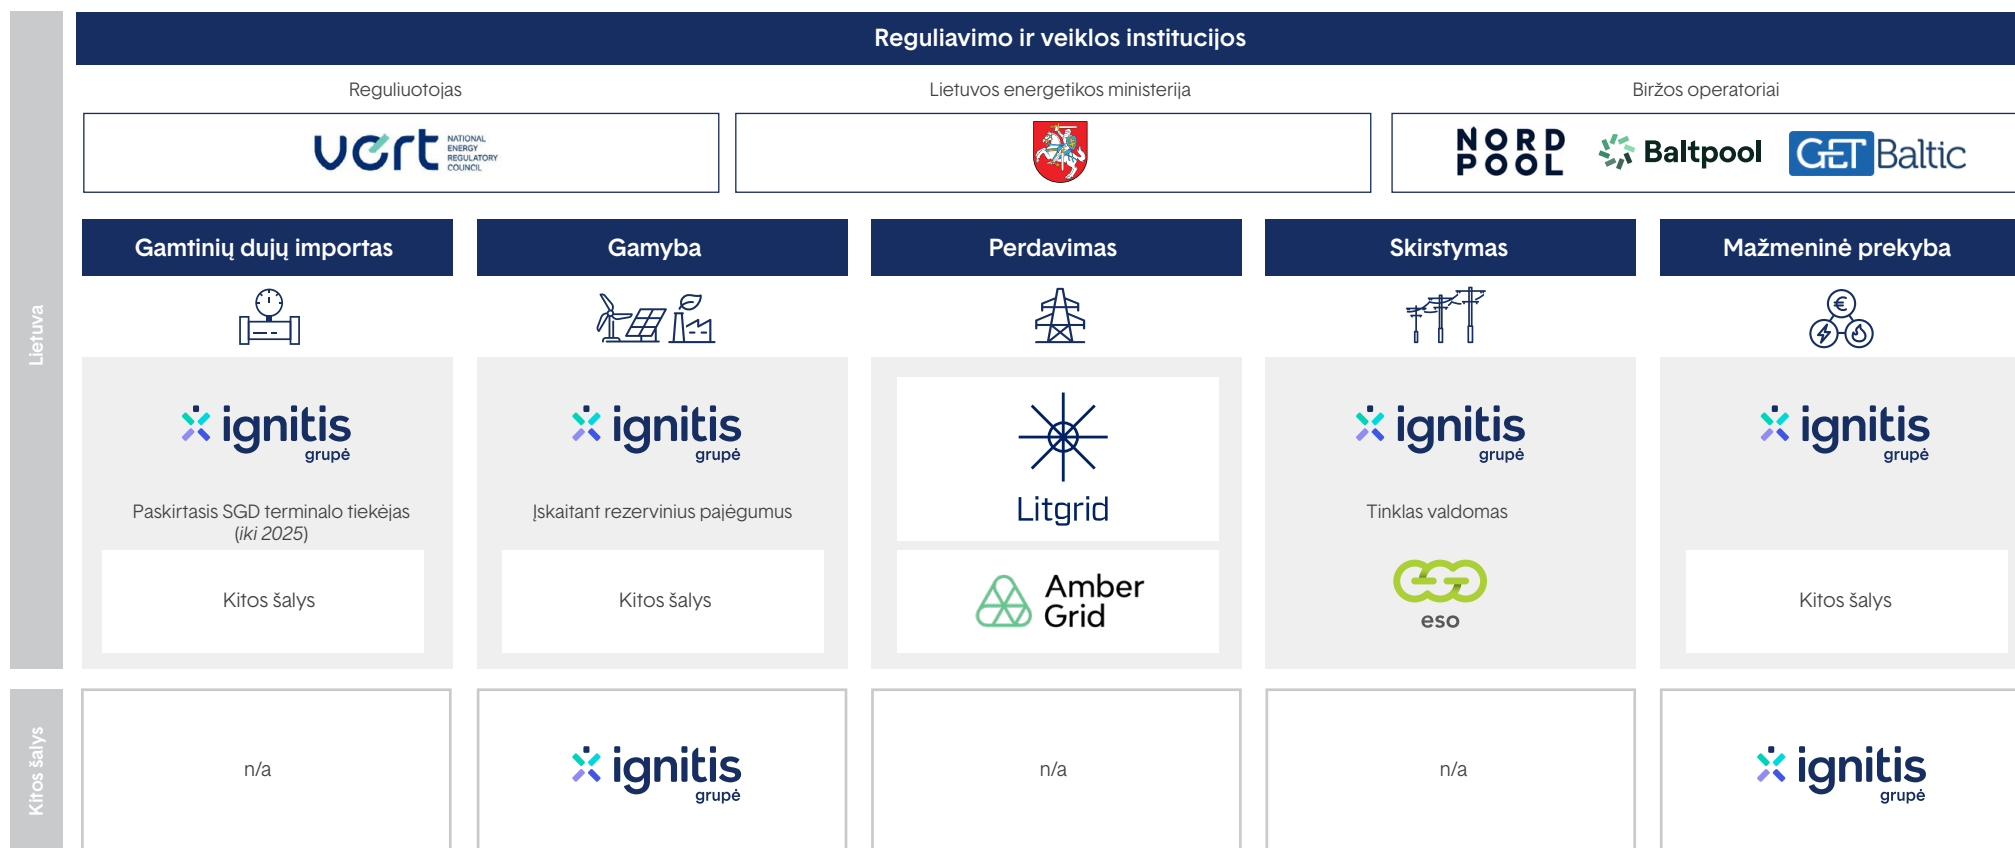 Reguliavimo ir veiklos institucijos
Reguliuotojas
Lietuvos energetikos ministerija
Biržos operatoriai
vert
NATIONAL
ENERGY
REGULATORY
COUNCIL
NORD
POOL
Baltpool
GET Baltic
Lietuva
Gamtinių dujų importas
Gamyba
Perdavimas
Skirstymas
Mažmeninė prekyba
ignitis
grupė
Paskirtasis SGD terminalo tiekėjas
(iki 2025)
Kitos šalys
ignitis
grupė
Įskaitant rezervinius pajėgumus
Kitos šalys
Litgrid
Amber
Grid
ignitis
grupė
Tinklas valdomas
eso
ignitis
grupė
Kitos šalys
Kitos šalys
n/a
ignitis
grupė
n/a
n/a
ignitis
grupė